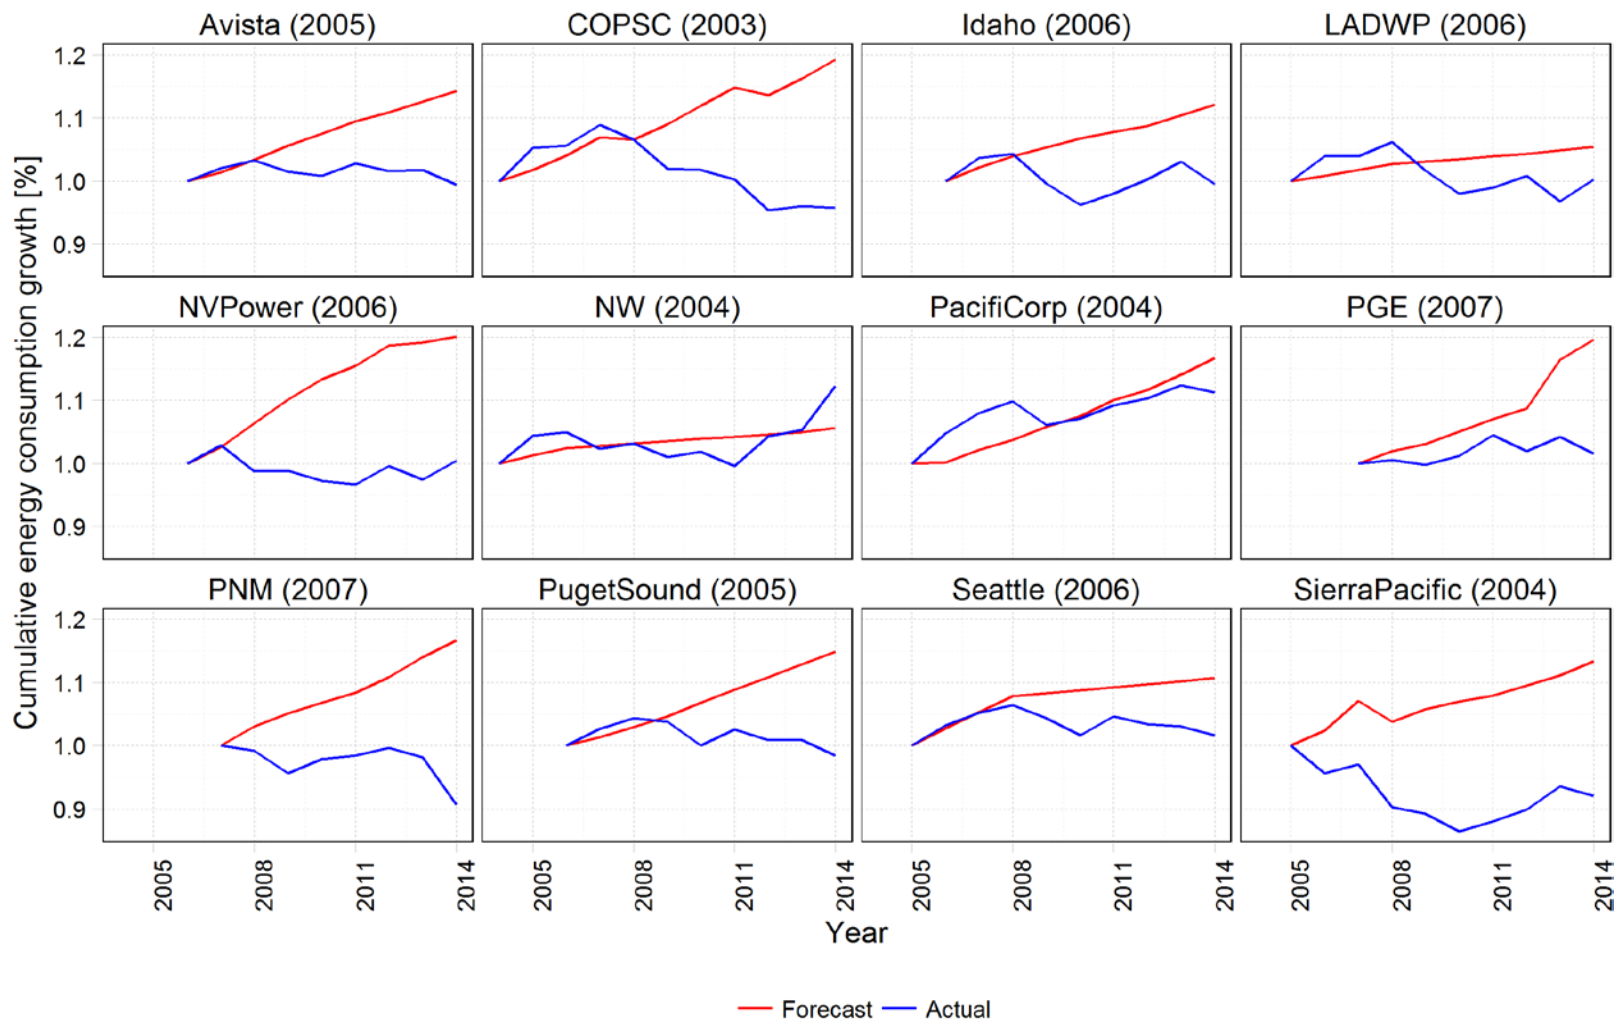 Avista (2005) COPSC (2003) Idaho (2006) LADWP (2006)
1.2
1.1
1.0
0.9
NVPower (2006) NW (2004) PacifiCorp (2004) PGE (2007)
1.2
1.1
1.0
0.9
PNM (2007) PugetSound (2005) Seattle (2006) SierraPacific (2004)
1.2
1.1
1.0
0.9
Cumulative energy consumption growth [%]
2005 2008 2011 2014 2005 2008 2011 2014 2005 2008 2011 2014 2005 2008 2011 2014
Year
Forecast Actual